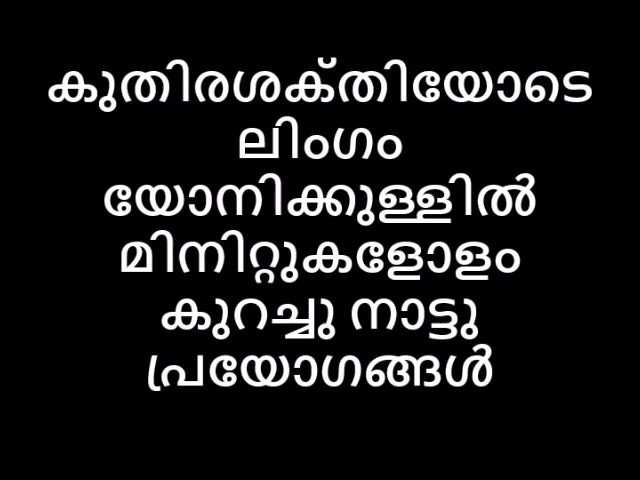 കുതിരശക്തിയോടെ
ലിംഗം
യോനിക്കുള്ളിൽ
മിനിറ്റുകളോളം
കുറച്ചു നാട്ടു
പ്രയോഗങ്ങൾ